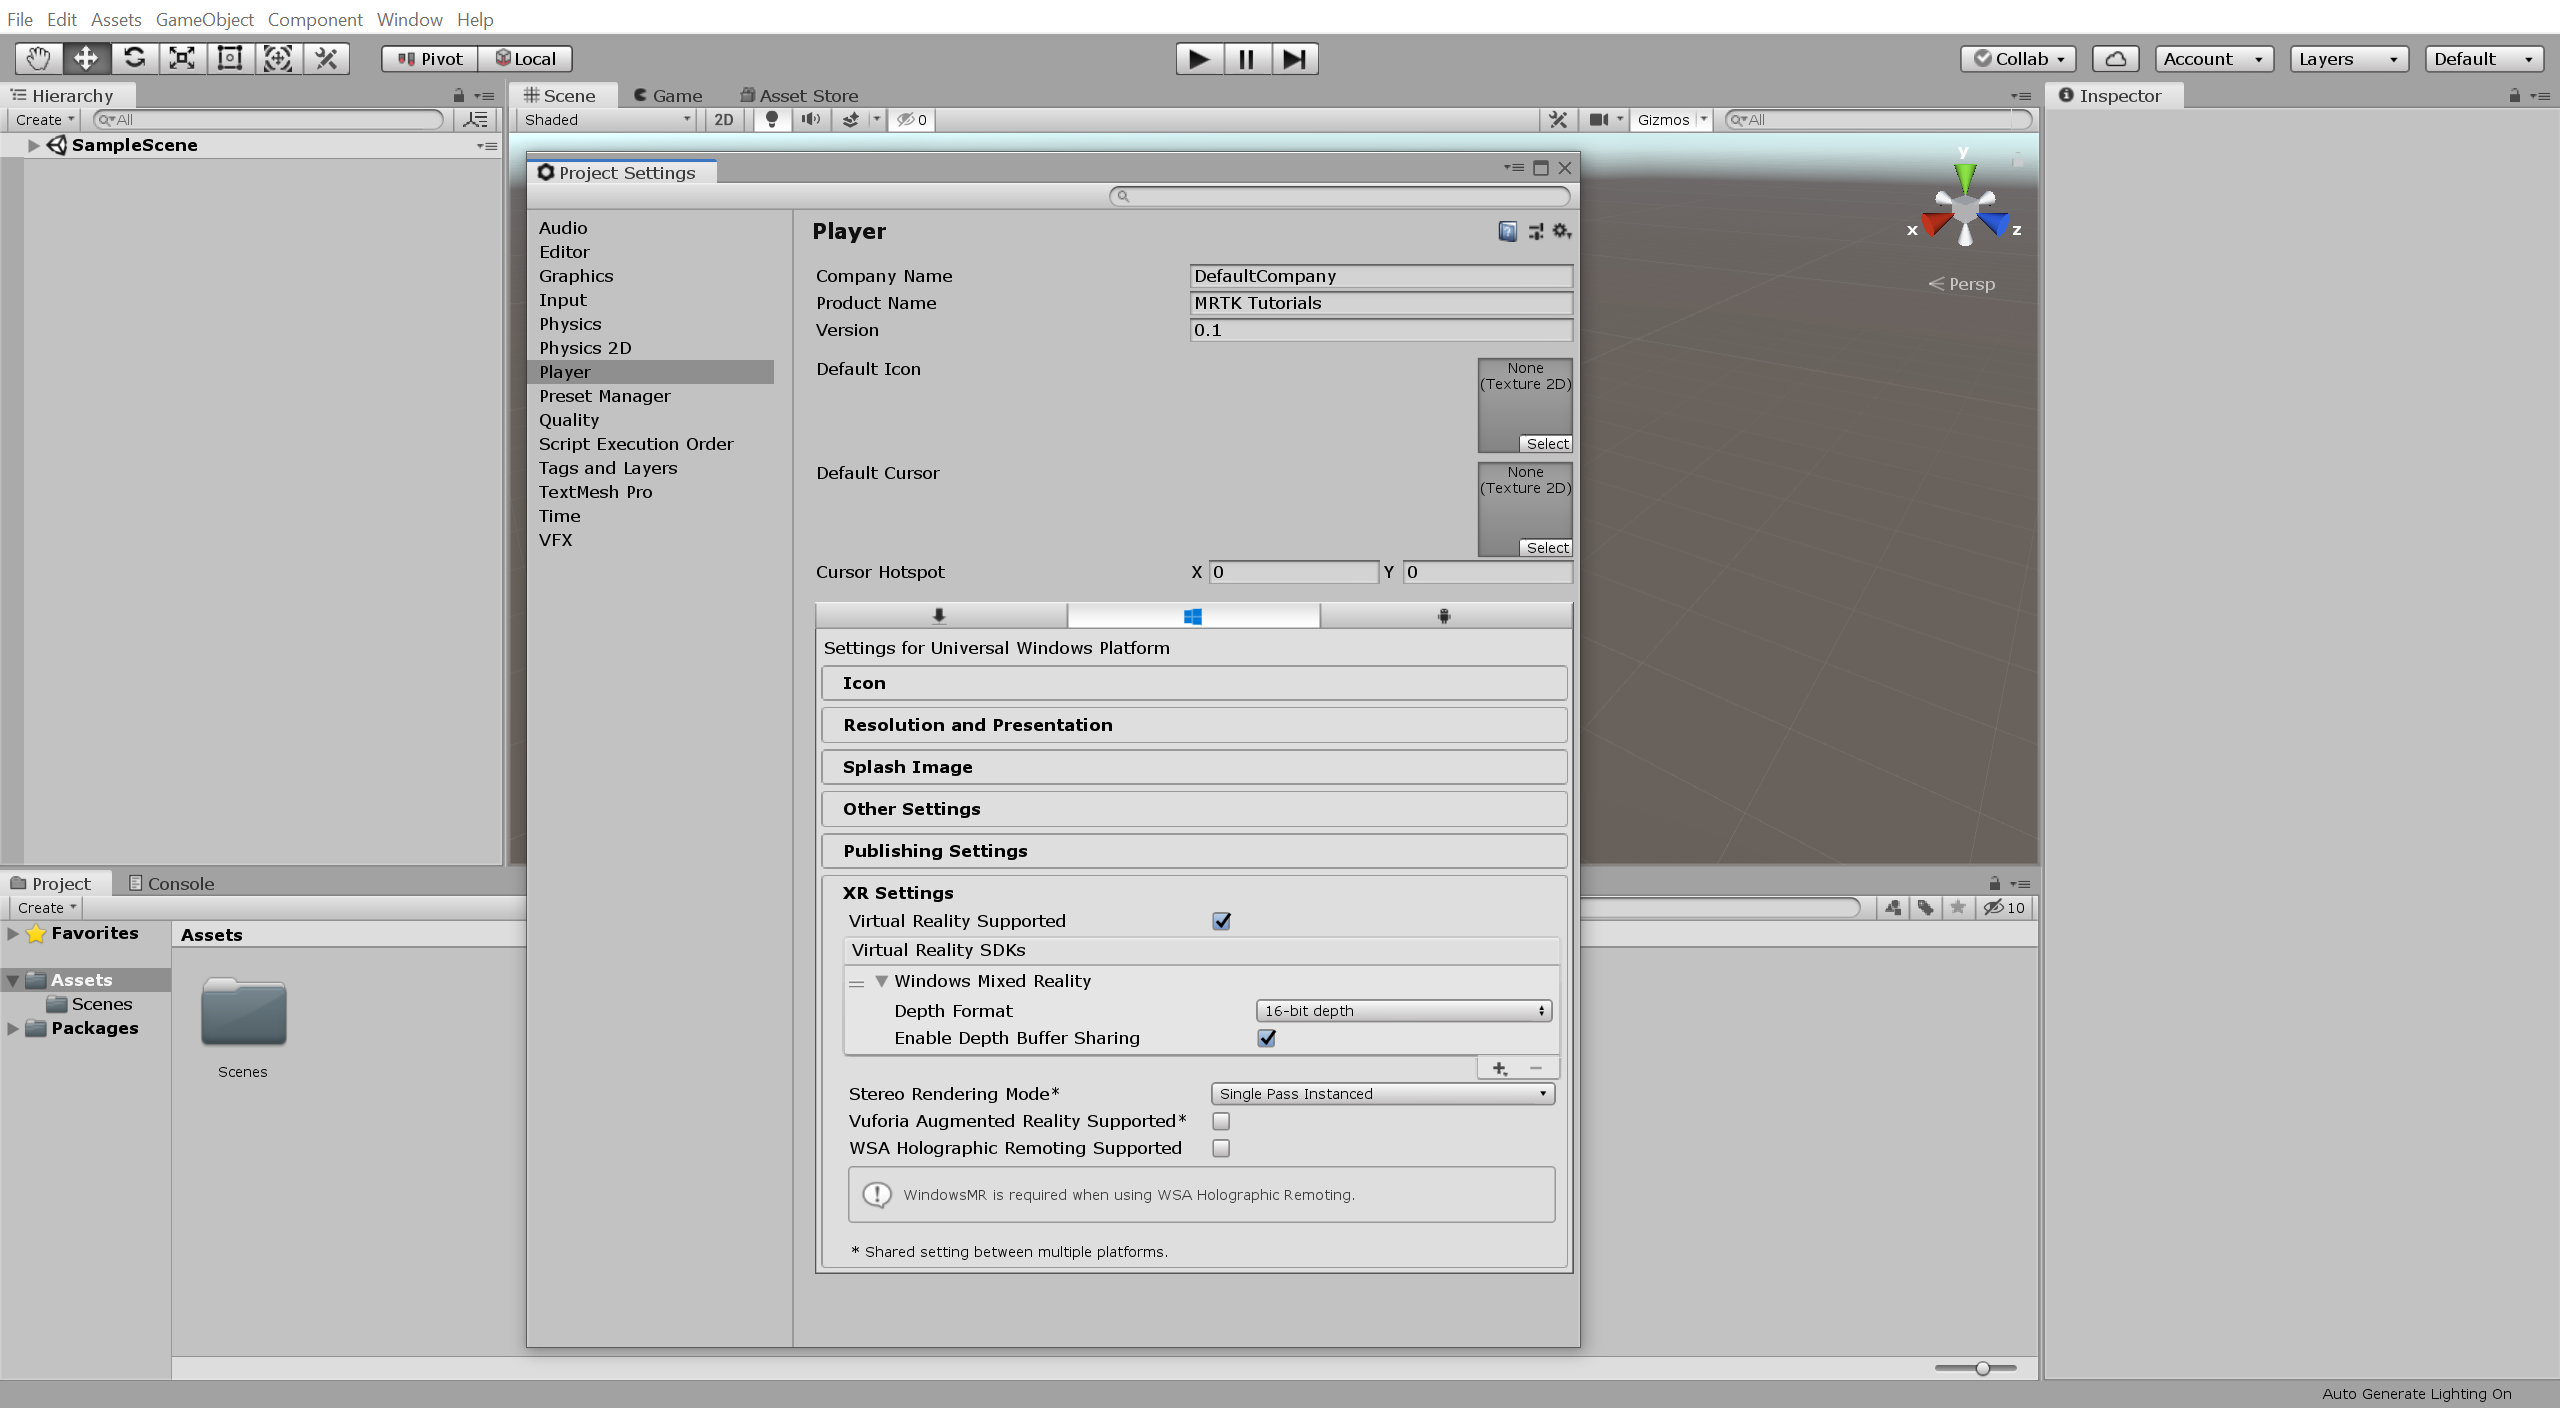 File Edit Assets GameObject Component Window Help
Pivot Local Collab Account Layers Default
Hierarchy
Create All
SampleScene
Scene Game Asset Store
Shaded 2D 0 Gizmos All
y
x z
Persp
Inspector
Project Settings
Audio
Editor
Graphics
Input
Physics
Physics 2D
Player
Preset Manager
Quality
Script Execution Order
Tags and Layers
TextMesh Pro
Time
VFX
Player
Company Name DefaultCompany
Product Name MRTK Tutorials
Version 0.1
Default Icon
None
(Texture 2D)
Select
Default Cursor
None
(Texture 2D)
Select
Cursor Hotspot X 0 Y 0
Settings for Universal Windows Platform
Icon
Resolution and Presentation
Splash Image
Other Settings
Publishing Settings
XR Settings
Virtual Reality Supported
Virtual Reality SDKs
Windows Mixed Reality
Depth Format 16-bit depth
Enable Depth Buffer Sharing
Stereo Rendering Mode* Single Pass Instanced
Vuforia Augmented Reality Supported*
WSA Holographic Remoting Supported
WindowsMR is required when using WSA Holographic Remoting.
* Shared setting between multiple platforms.
Project Console
Create
10
Favorites
Assets
Scenes
Packages
Assets
Scenes
Auto Generate Lighting On